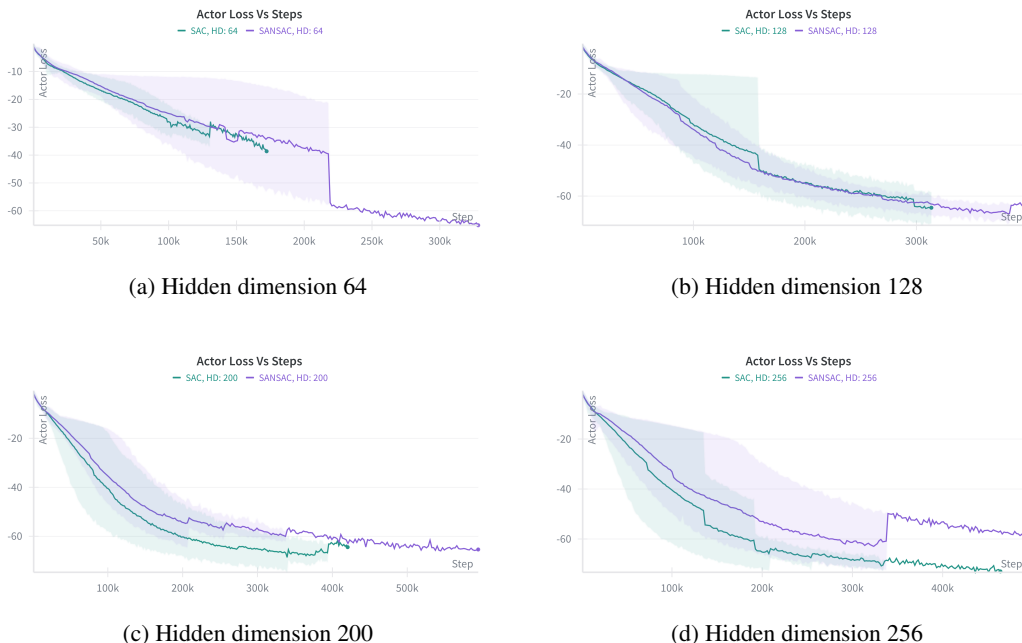 Actor Loss Vs Steps
SAC, HD: 64 SANSAC, HD: 64
Actor Loss
-10
-20
-30
-40
-50
-60
Step
50k 100k 150k 200k 250k 300k
(a) Hidden dimension 64
Actor Loss Vs Steps
SAC, HD: 128 SANSAC, HD: 128
Actor Loss
-20
-40
-60
Step
100k 200k 300k
(b) Hidden dimension 128
Actor Loss Vs Steps
SAC, HD: 200 SANSAC, HD: 200
Actor Loss
-20
-40
-60
Step
100k 200k 300k 400k 500k
(c) Hidden dimension 200
Actor Loss Vs Steps
SAC, HD: 256 SANSAC, HD: 256
Actor Loss
-20
-40
-60
Step
100k 200k 300k 400k
(d) Hidden dimension 256